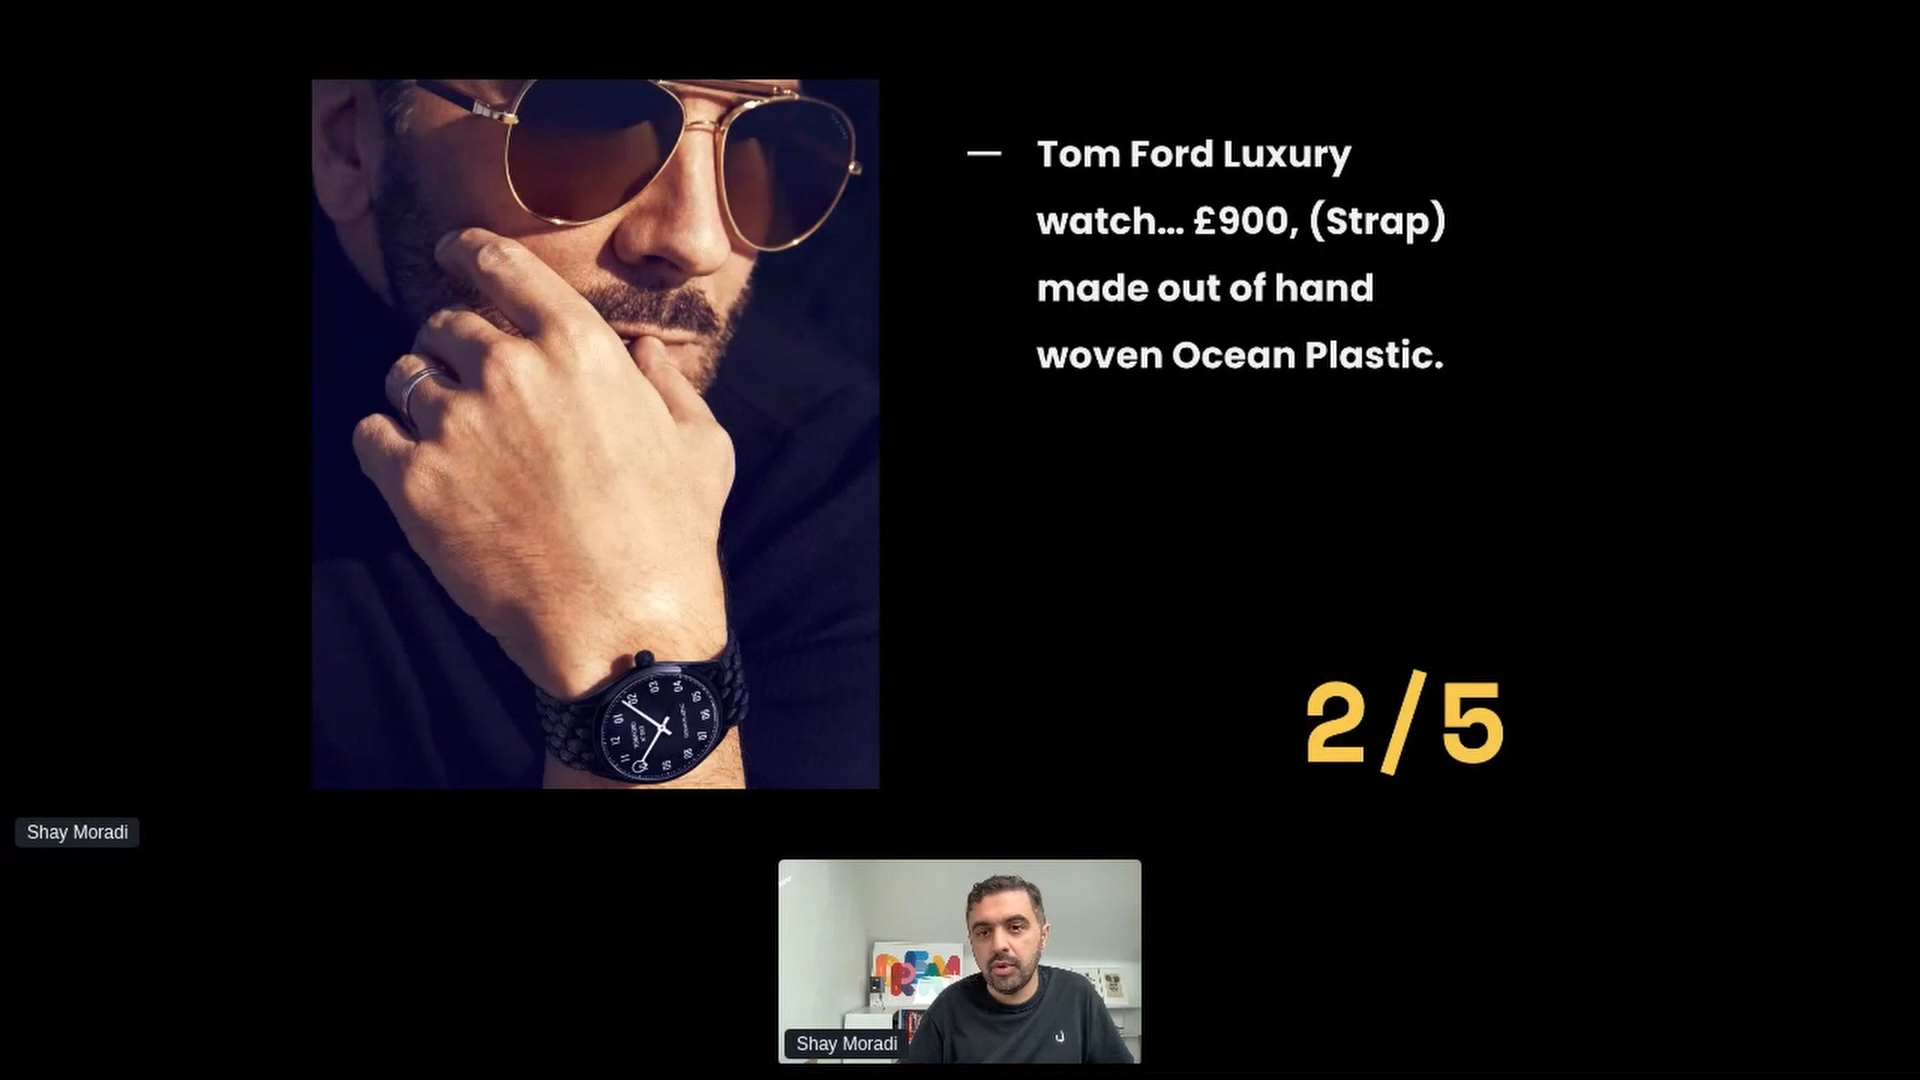 — Tom Ford Luxury
watch... £900, (Strap)
made out of hand
woven Ocean Plastic.
2/5
Shay Moradi
DREAM
Shay Moradi